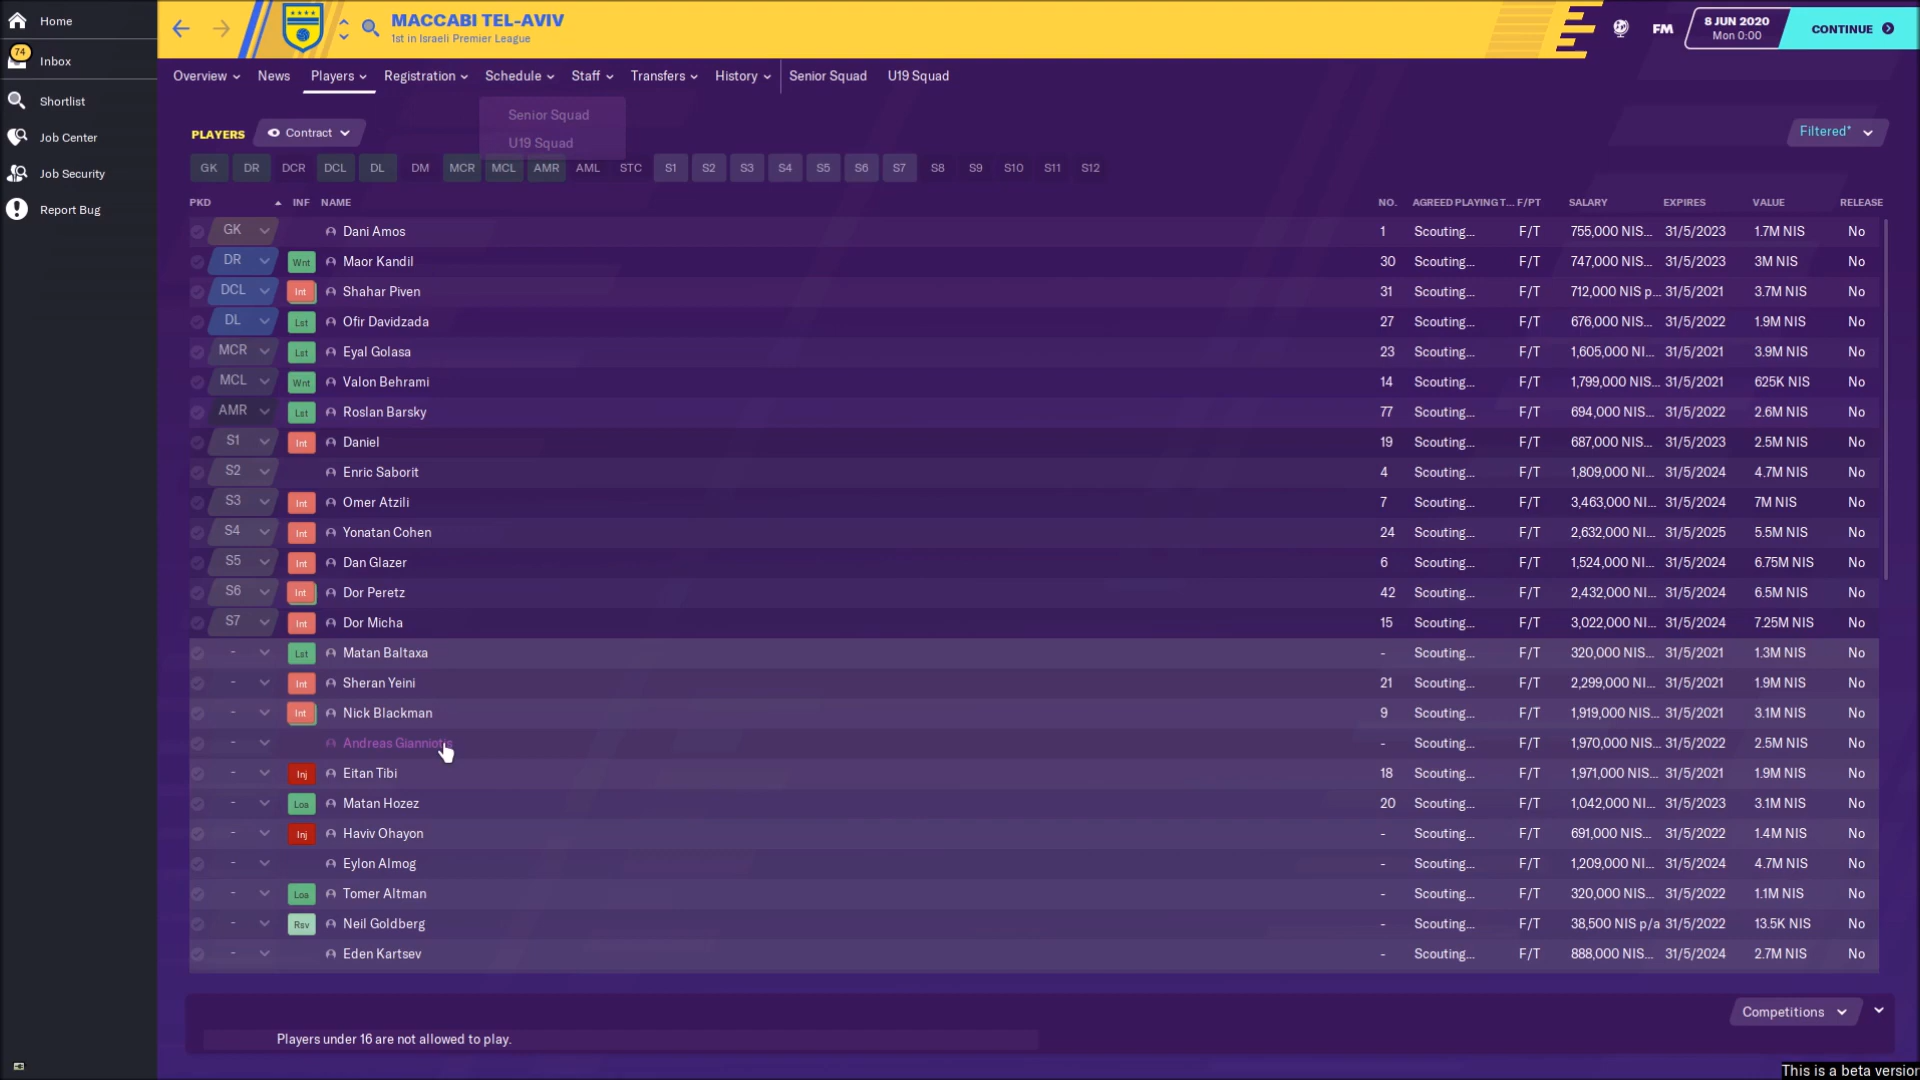 Home
74
Inbox
Shortlist
Job Center
Job Security
Report Bug
MACCABI TEL-AVIV
1st in Israeli Premier League
FM
8 JUN 2020
Mon 0:00
CONTINUE
Overview News Players Registration Schedule Staff Transfers History Senior Squad U19 Squad
Senior Squad
U19 Squad
PLAYERS Contract Filtered*
GK DR DCR DCL DL DM MCR MCL AMR AML STC S1 S2 S3 S4 S5 S6 S7 S8 S9 S10 S11 S12
PKD INF NAME NO. AGREED PLAYING T... F/PT SALARY EXPIRES VALUE RELEASE
GK Dani Amos 1 Scouting... F/T 755,000 NIS... 31/5/2023 1.7M NIS No
DR Wnt Maor Kandil 30 Scouting... F/T 747,000 NIS... 31/5/2023 3M NIS No
DCL Int Shahar Piven 31 Scouting... F/T 712,000 NIS p... 31/5/2021 3.7M NIS No
DL Lst Ofir Davidzada 27 Scouting... F/T 676,000 NIS... 31/5/2022 1.9M NIS No
MCR Lst Eyal Golasa 23 Scouting... F/T 1,605,000 NI... 31/5/2021 3.9M NIS No
MCL Wnt Valon Behrami 14 Scouting... F/T 1,799,000 NIS... 31/5/2021 625K NIS No
AMR Lst Roslan Barsky 77 Scouting... F/T 694,000 NIS... 31/5/2022 2.6M NIS No
S1 Int Daniel 19 Scouting... F/T 687,000 NIS... 31/5/2023 2.5M NIS No
S2 Enric Saborit 4 Scouting... F/T 1,809,000 NI... 31/5/2024 4.7M NIS No
S3 Int Omer Atzili 7 Scouting... F/T 3,463,000 NI... 31/5/2024 7M NIS No
S4 Int Yonatan Cohen 24 Scouting... F/T 2,632,000 NI... 31/5/2025 5.5M NIS No
S5 Int Dan Glazer 6 Scouting... F/T 1,524,000 NI... 31/5/2024 6.75M NIS No
S6 Int Dor Peretz 42 Scouting... F/T 2,432,000 NI... 31/5/2024 6.5M NIS No
S7 Int Dor Micha 15 Scouting... F/T 3,022,000 NI... 31/5/2024 7.25M NIS No
- Lst Matan Baltaxa - Scouting... F/T 320,000 NIS... 31/5/2021 1.3M NIS No
- Int Sheran Yeini 21 Scouting... F/T 2,299,000 NI... 31/5/2021 1.9M NIS No
- Int Nick Blackman 9 Scouting... F/T 1,919,000 NIS... 31/5/2021 3.1M NIS No
- Andreas Gianniotis - Scouting... F/T 1,970,000 NIS... 31/5/2022 2.5M NIS No
- Inj Eitan Tibi 18 Scouting... F/T 1,971,000 NIS... 31/5/2021 1.9M NIS No
- Loa Matan Hozez 20 Scouting... F/T 1,042,000 NIS... 31/5/2023 3.1M NIS No
- Inj Haviv Ohayon - Scouting... F/T 691,000 NIS... 31/5/2022 1.4M NIS No
- Eylon Almog - Scouting... F/T 1,209,000 NI... 31/5/2024 4.7M NIS No
- Loa Tomer Altman - Scouting... F/T 320,000 NIS... 31/5/2022 1.1M NIS No
- Rsv Neil Goldberg - Scouting... F/T 38,500 NIS p/a 31/5/2022 13.5K NIS No
- Eden Kartsev - Scouting... F/T 888,000 NIS... 31/5/2024 2.7M NIS No
Competitions
Players under 16 are not allowed to play.
This is a beta version